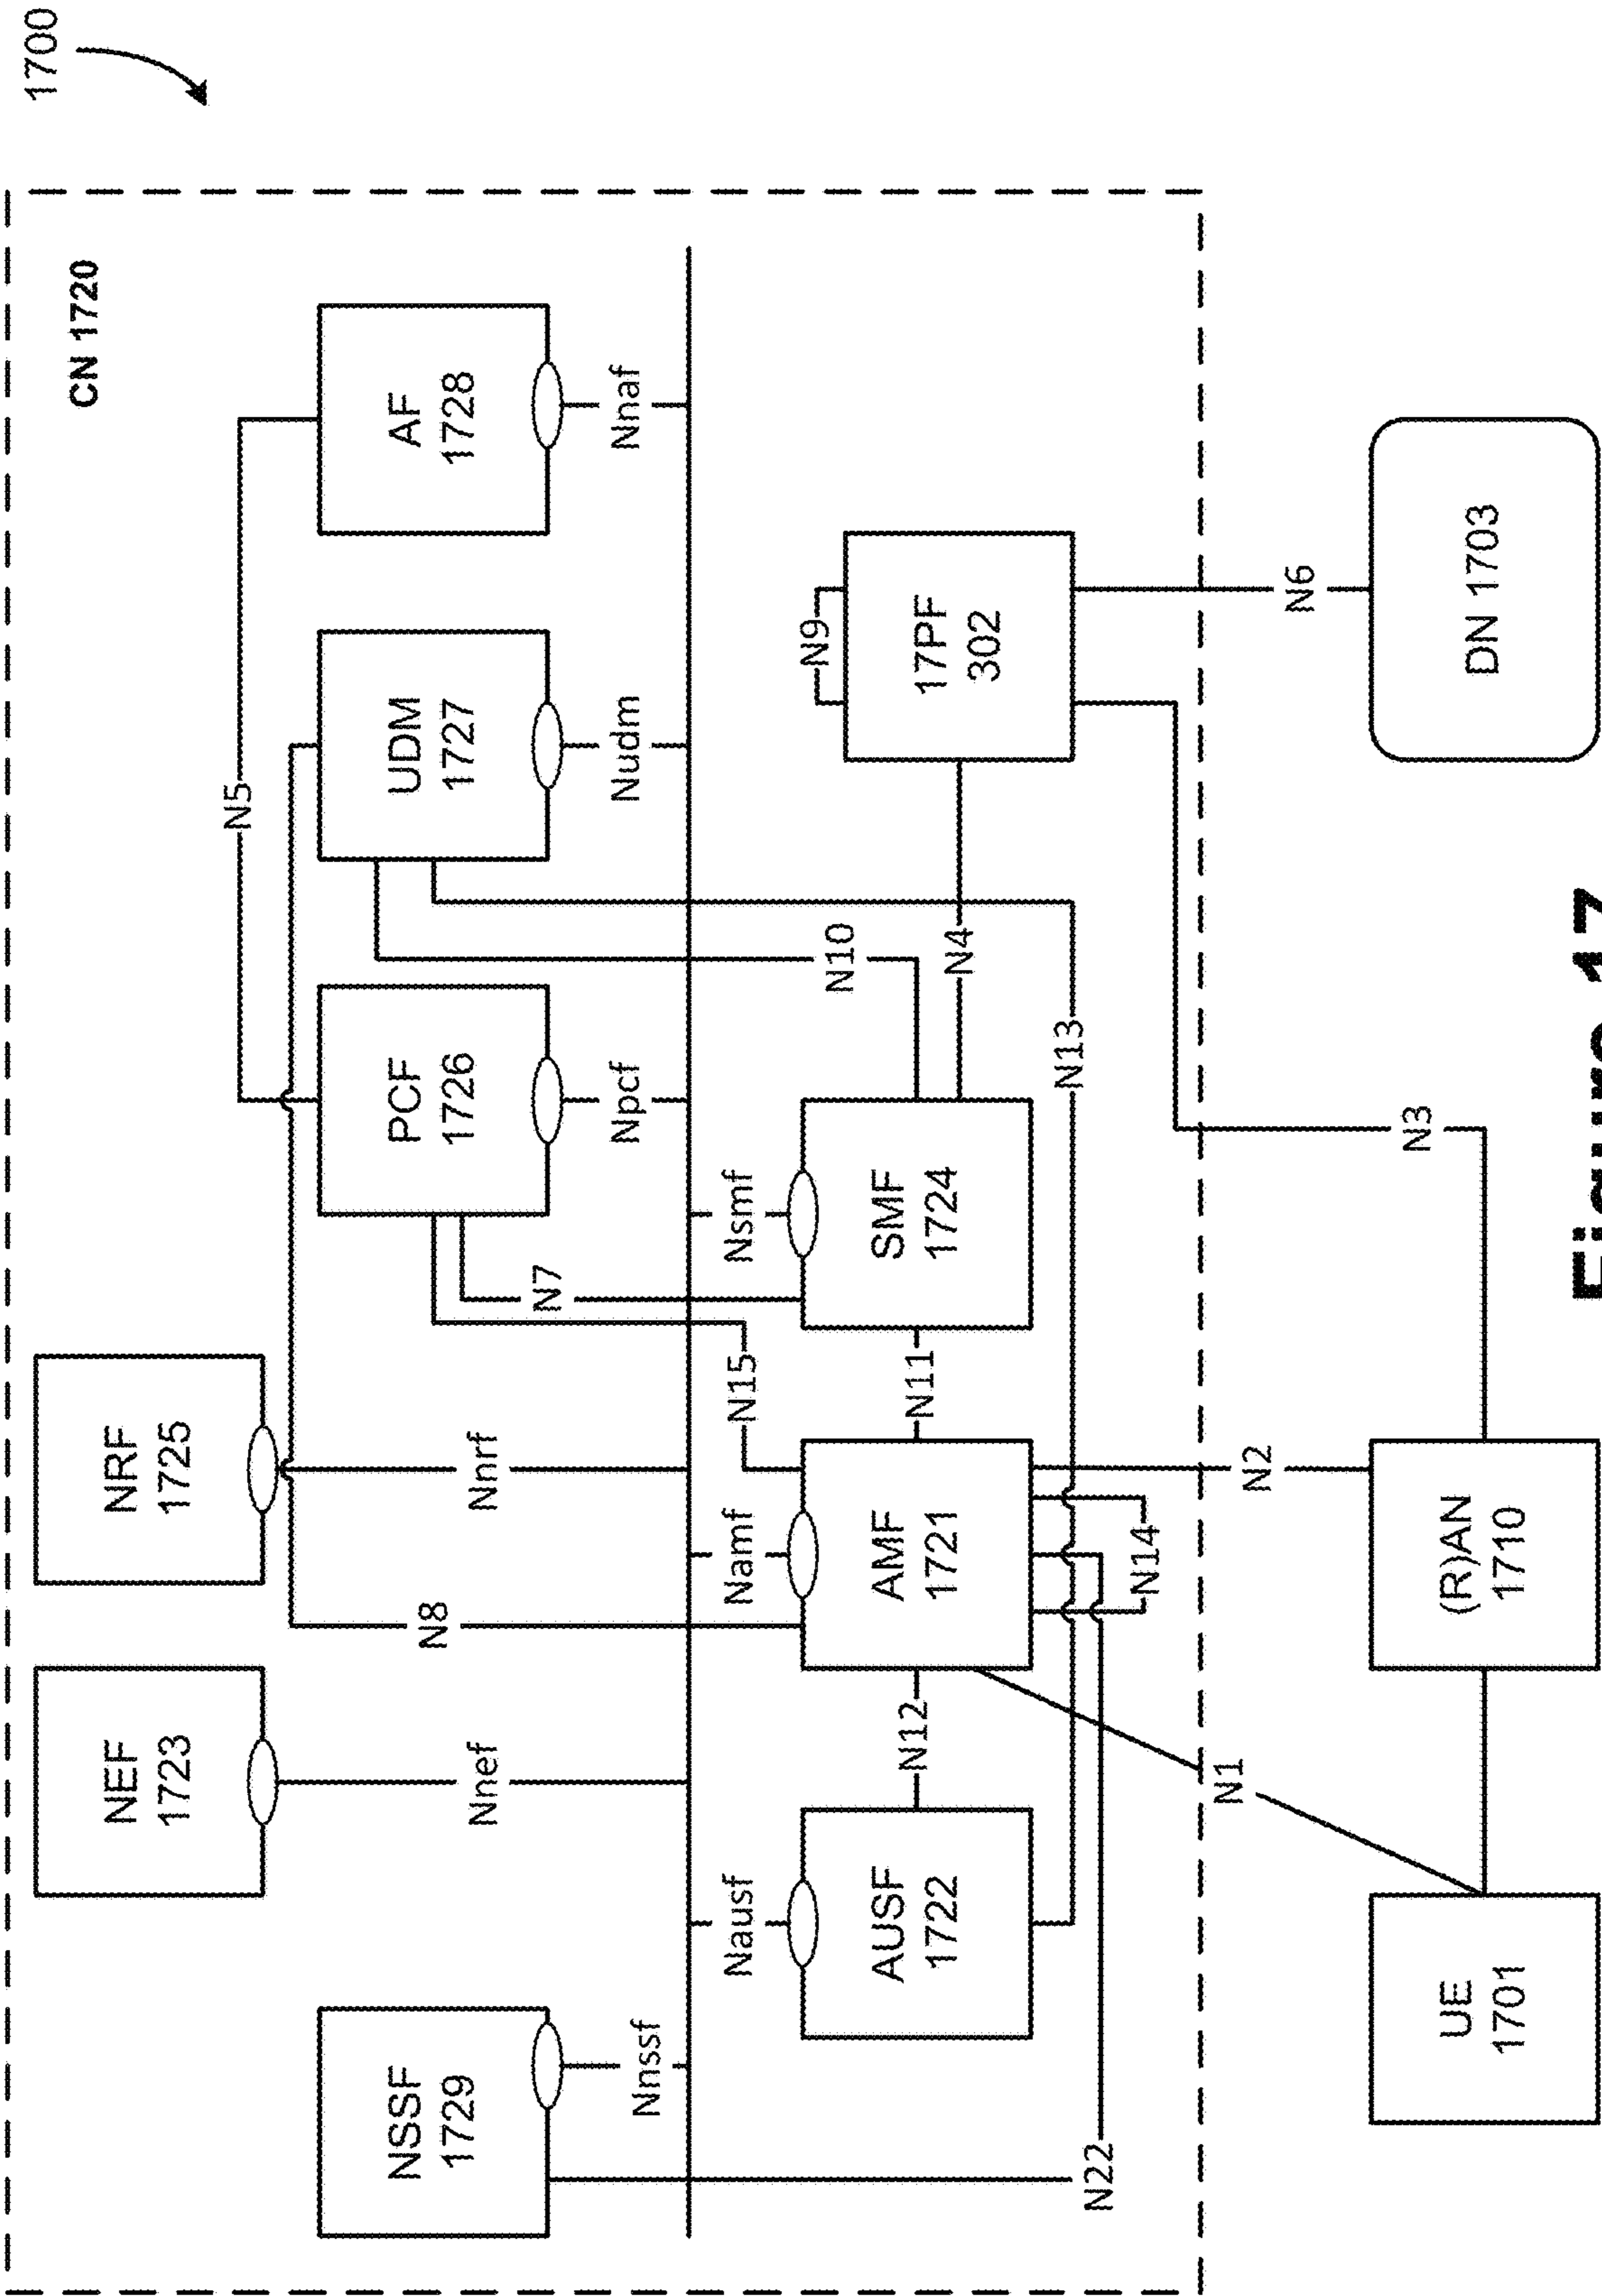 1700
CN 1720
NEF
1723
NRF
1725
N5
NSSF
1729
PCF
1726
UDM
1727
AF
1728
N8
Nnef
Nnrf
N7
Nnssf
Npcf
Nudm
Nnaf
Nausf
Namf
N15
Nsmf
N10
N9
AUSF
1722
N12
AMF
1721
N11
SMF
1724
N4
17PF
302
N13
N22
N14
N1
N2
N3
N6
UE
1701
(R)AN
1710
DN 1703
Figure 17